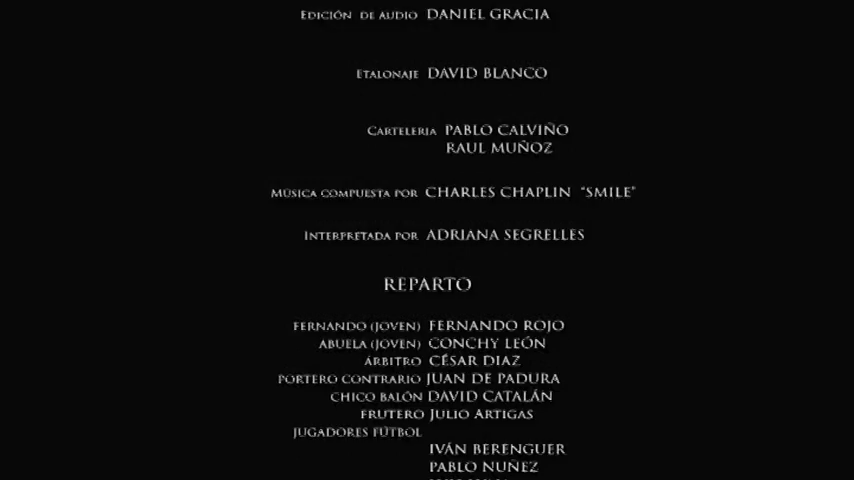 EDICIÓN DE AUDIO DANIEL GRACIA
ETALONAJE DAVID BLANCO
CARTELERIA PABLO CALVIÑO
RAUL MUÑOZ
MÚSICA COMPUESTA POR CHARLES CHAPLIN "SMILE"
INTERPRETADA POR ADRIANA SEGRELLES
REPARTO
FERNANDO (JOVEN) FERNANDO ROJO
ABUELA (JOVEN) CONCHY LEÓN
ÁRBITRO CÉSAR DIAZ
PORTERO CONTRARIO JUAN DE PADURA
CHICO BALÓN DAVID CATALÁN
FRUTERO JULIO ARTIGAS
JUGADORES FÚTBOL
IVÁN BERENGUER
PABLO NUÑEZ